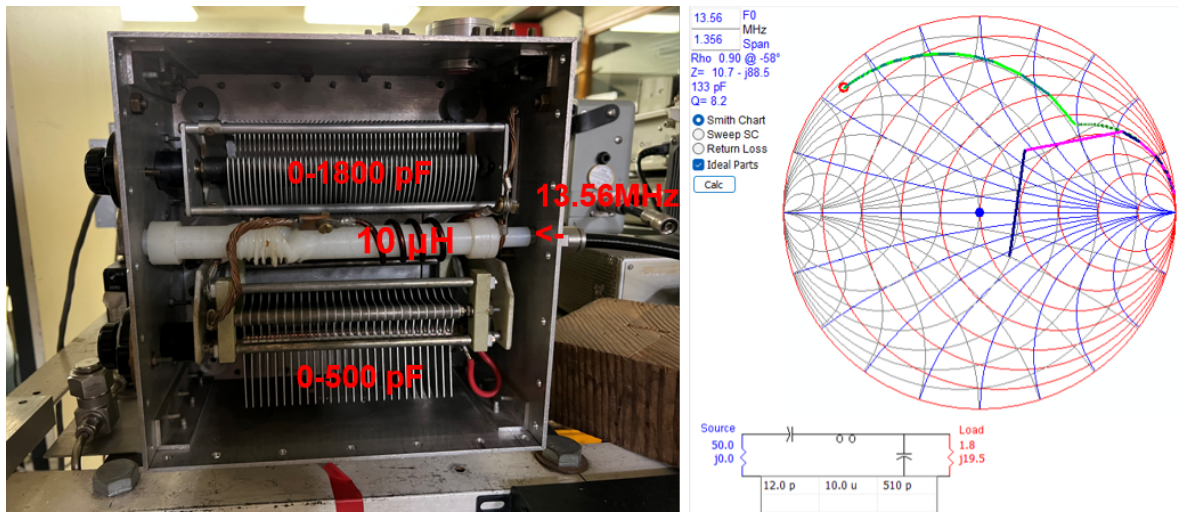 0-1800 pF
13.56MHz
10 µH
<-
0-500 pF
13.56 F0
MHz
1.356 Span
Rho 0.90 @ -58°
Z= 10.7 - j88.5
133 pF
Q= 8.2
Smith Chart
Sweep SC
Return Loss
Ideal Parts
Calc
Source
50.0
j0.0
Load
1.8
j19.5
12.0 p 10.0 u 510 p